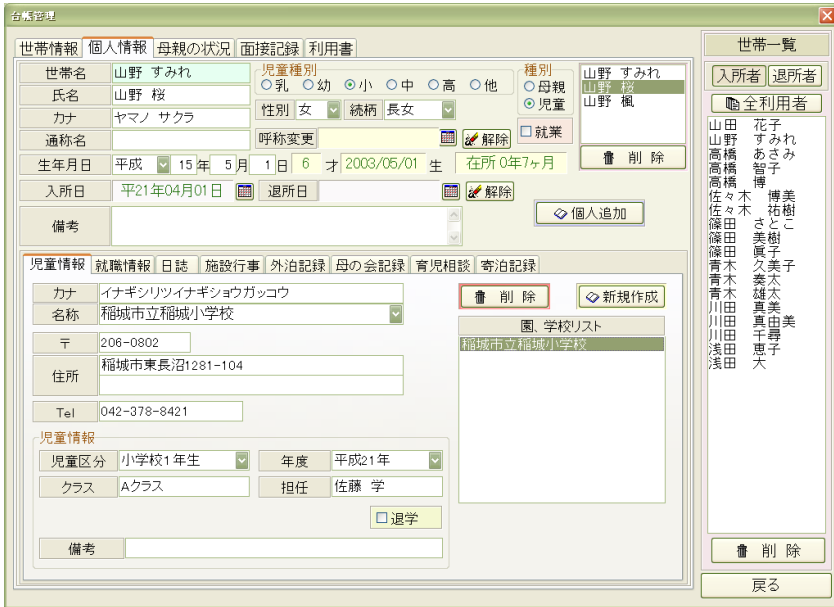 台帳管理
世帯情報 個人情報 母親の状況 面接記録 利用書
世帯名 山野 すみれ
氏名 山野 桜
カナ ヤマノ サクラ
通称名
児童種別
乳 幼 小 中 高 他
性別 女 続柄 長女
呼称変更 解除
種別
母親
児童
就業
山野 すみれ
山野 桜
山野 楓
削 除
生年月日 平成 15 年 5 月 1 日 6 才 2003/05/01 生 在所 0年7ヶ月
入所日 平21年04月01日 退所日 解除
備考
個人追加
児童情報 就職情報 日誌 施設行事 外泊記録 母の会記録 育児相談 寄泊記録
カナ イナギシリツイナギショウガッコウ
名称 稲城市立稲城小学校
〒 206-0802
住所 稲城市東長沼1281-104
Tel 042-378-8421
削 除 新規作成
園、学校リスト
稲城市立稲城小学校
児童情報
児童区分 小学校1年生 年度 平成21年
クラス Aクラス 担任 佐藤 学
退学
備考
世帯一覧
入所者 退所者
全利用者
山田 花子
山野 すみれ
高橋 あさみ
高橋 智子
高橋 博
佐々木 博美
佐々木 祐樹
篠田 さとこ
篠田 美樹
篠田 眞子
青木 久美子
青木 奏太
青木 雄太
川田 真美
川田 真由美
川田 千尋
浅田 恵子
浅田 大
削 除
戻る